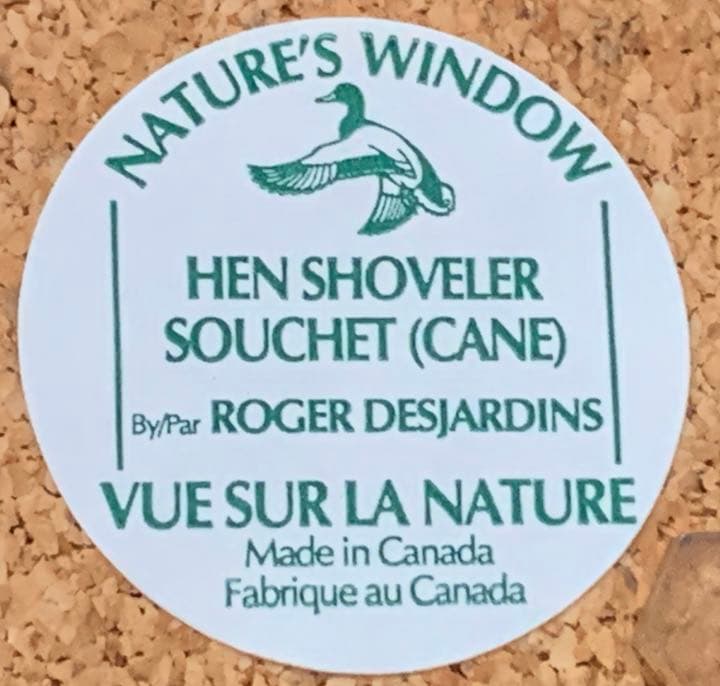 NATURE'S WINDOW
HEN SHOVELER
SOUCHET (CANE)
By/Par ROGER DESJARDINS
VUE SUR LA NATURE
Made in Canada
Fabrique au Canada